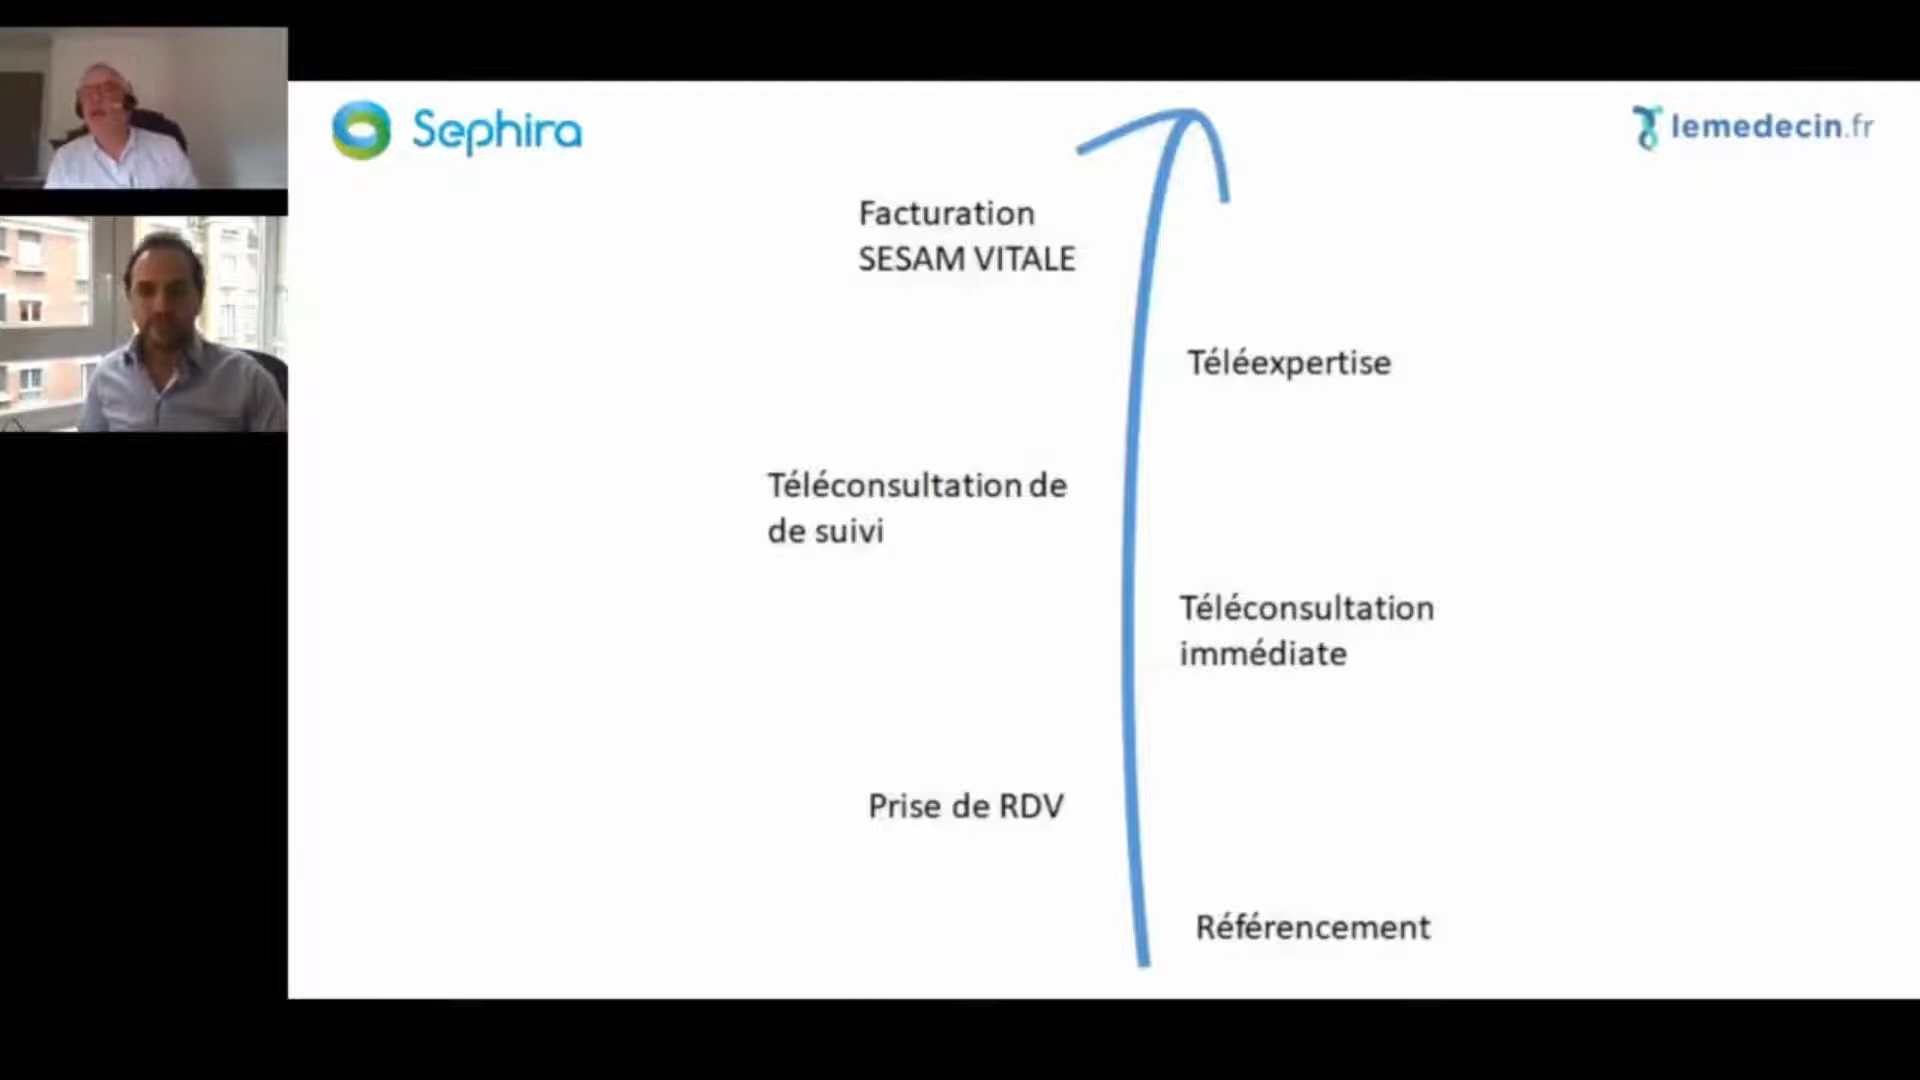 Sephira
lemedecin.fr
Facturation
SESAM VITALE
Téléexpertise
Téléconsultation de
de suivi
Téléconsultation
immédiate
Prise de RDV
Référencement